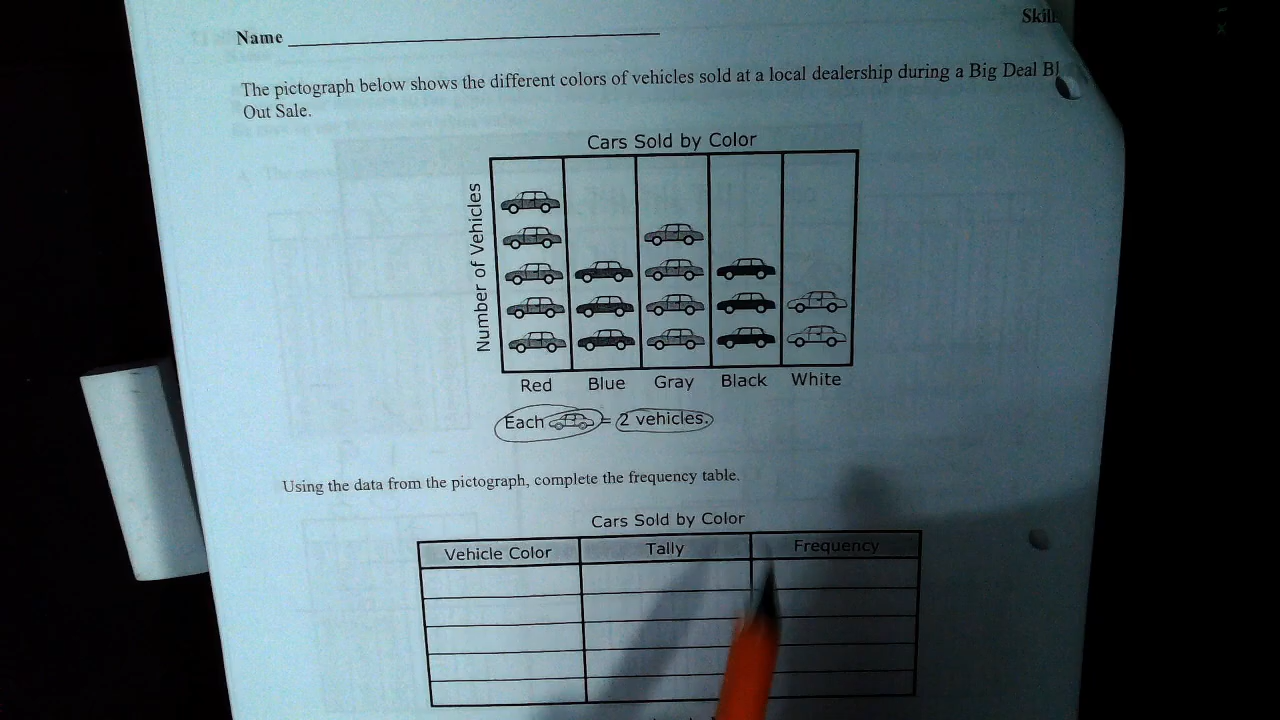 Name
The pictograph below shows the different colors of vehicles sold at a local dealership during a Big Deal
Out Sale.
Cars Sold by Color
Number of Vehicles
Red Blue Gray Black White
Each = 2 vehicles.
Using the data from the pictograph, complete the frequency table.
Cars Sold by Color
Vehicle Color Tally Frequency